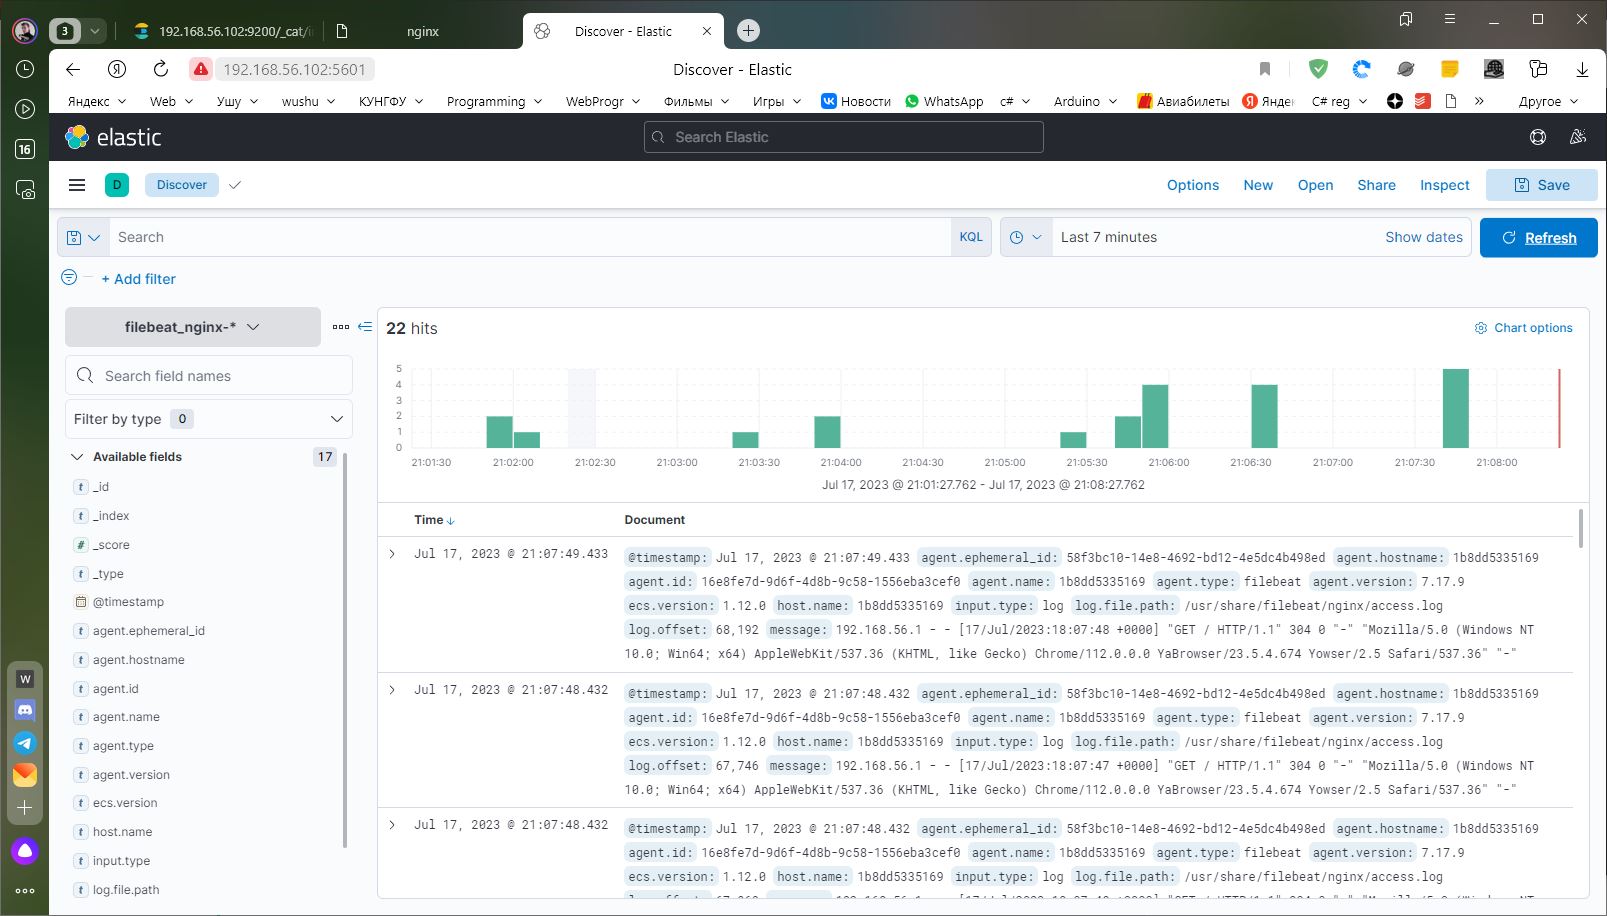 3
192.168.56.102:9200/_cat/i
nginx
Discover - Elastic
192.168.56.102:5601
Discover - Elastic
Яндекс
Web
Ушу
wushu
КУНГФУ
Programming
WebProgr
Фильмы
Игры
Новости
WhatsApp
c#
Arduino
Авиабилеты
Яндек
C# reg
»
Другое
16
elastic
Search Elastic
D
Discover
Options
New
Open
Share
Inspect
Save
Search
KQL
Last 7 minutes
Show dates
Refresh
+ Add filter
filebeat_nginx-*
Search field names
Filter by type 0
Available fields 17
t _id
t _index
# _score
t _type
@timestamp
t agent.ephemeral_id
t agent.hostname
t agent.id
t agent.name
t agent.type
t agent.version
t ecs.version
t host.name
t input.type
t log.file.path
W
22 hits
Chart options
5
4
3
2
1
0
21:01:30 21:02:00 21:02:30 21:03:00 21:03:30 21:04:00 21:04:30 21:05:00 21:05:30 21:06:00 21:06:30 21:07:00 21:07:30 21:08:00
Jul 17, 2023 @ 21:01:27.762 - Jul 17, 2023 @ 21:08:27.762
Time Document
Jul 17, 2023 @ 21:07:49.433 @timestamp: Jul 17, 2023 @ 21:07:49.433 agent.ephemeral_id: 58f3bc10-14e8-4692-bd12-4e5dc4b498ed agent.hostname: 1b8dd5335169
agent.id: 16e8fe7d-9d6f-4d8b-9c58-1556eba3cef0 agent.name: 1b8dd5335169 agent.type: filebeat agent.version: 7.17.9
ecs.version: 1.12.0 host.name: 1b8dd5335169 input.type: log log.file.path: /usr/share/filebeat/nginx/access.log
log.offset: 68,192 message: 192.168.56.1 - - [17/Jul/2023:18:07:48 +0000] "GET / HTTP/1.1" 304 0 "-" "Mozilla/5.0 (Windows NT
10.0; Win64; x64) AppleWebKit/537.36 (KHTML, like Gecko) Chrome/112.0.0.0 YaBrowser/23.5.4.674 Yowser/2.5 Safari/537.36" "-"
Jul 17, 2023 @ 21:07:48.432 @timestamp: Jul 17, 2023 @ 21:07:48.432 agent.ephemeral_id: 58f3bc10-14e8-4692-bd12-4e5dc4b498ed agent.hostname: 1b8dd5335169
agent.id: 16e8fe7d-9d6f-4d8b-9c58-1556eba3cef0 agent.name: 1b8dd5335169 agent.type: filebeat agent.version: 7.17.9
ecs.version: 1.12.0 host.name: 1b8dd5335169 input.type: log log.file.path: /usr/share/filebeat/nginx/access.log
log.offset: 67,746 message: 192.168.56.1 - - [17/Jul/2023:18:07:47 +0000] "GET / HTTP/1.1" 304 0 "-" "Mozilla/5.0 (Windows NT
10.0; Win64; x64) AppleWebKit/537.36 (KHTML, like Gecko) Chrome/112.0.0.0 YaBrowser/23.5.4.674 Yowser/2.5 Safari/537.36" "-"
Jul 17, 2023 @ 21:07:48.432 @timestamp: Jul 17, 2023 @ 21:07:48.432 agent.ephemeral_id: 58f3bc10-14e8-4692-bd12-4e5dc4b498ed agent.hostname: 1b8dd5335169
agent.id: 16e8fe7d-9d6f-4d8b-9c58-1556eba3cef0 agent.name: 1b8dd5335169 agent.type: filebeat agent.version: 7.17.9
ecs.version: 1.12.0 host.name: 1b8dd5335169 input.type: log log.file.path: /usr/share/filebeat/nginx/access.log